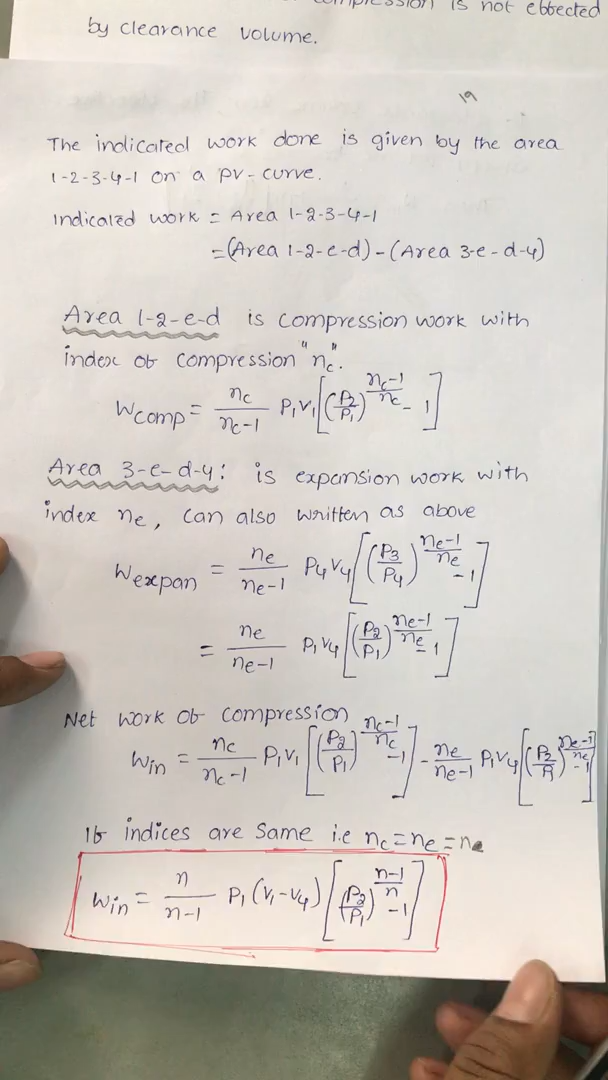 is not effected
by clearance volume.
19
The indicated work done is given by the area
1-2-3-4-1 on a pv-curve.
indicated work = Area 1-2-3-4-1
=(Area 1-2-e-d)-(Area 3-e-d-4)
Area 1-2-e-d is compression work with
index of compression "nc".
Wcomp = nc/(nc-1) P1V1[(P2/P1)^((nc-1)/nc) - 1]
Area 3-e-d-4: is expansion work with
index ne, can also written as above
Wexpan = ne/(ne-1) P4V4[(P3/P4)^((ne-1)/ne) - 1]
= ne/(ne-1) P1V4[(P2/P1)^((ne-1)/ne) - 1]
Net work of compression
Win = nc/(nc-1) P1V1[(P2/P1)^((nc-1)/nc) - 1] - ne/(ne-1) P1V4[(P2/P1)^((ne-1)/ne) - 1]
If indices are same i.e nc=ne=n
Win = n/(n-1) P1(V1-V4)[(P2/P1)^((n-1)/n) - 1]